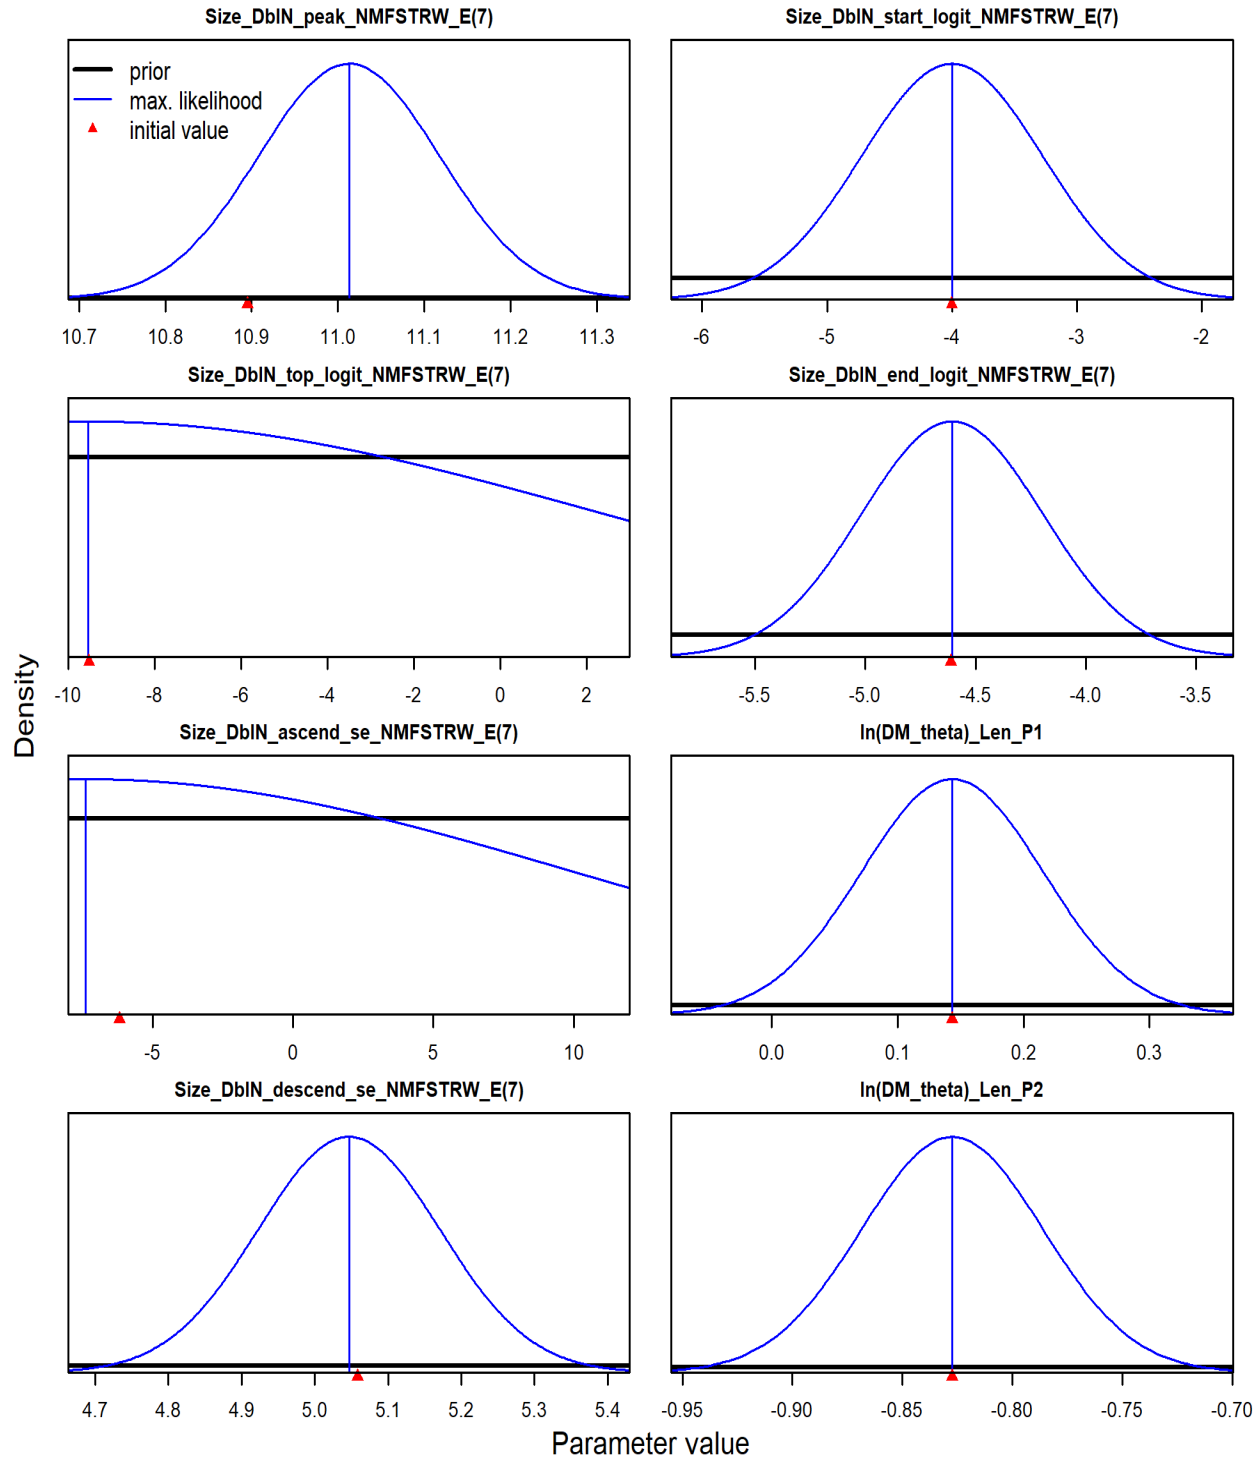 Size_DblN_peak_NMFSTRW_E(7)
prior
max. likelihood
initial value
10.7 10.8 10.9 11.0 11.1 11.2 11.3
Size_DblN_start_logit_NMFSTRW_E(7)
-6 -5 -4 -3 -2
Size_DblN_top_logit_NMFSTRW_E(7)
-10 -8 -6 -4 -2 0 2
Size_DblN_end_logit_NMFSTRW_E(7)
-5.5 -5.0 -4.5 -4.0 -3.5
Size_DblN_ascend_se_NMFSTRW_E(7)
-5 0 5 10
ln(DM_theta)_Len_P1
0.0 0.1 0.2 0.3
Size_DblN_descend_se_NMFSTRW_E(7)
4.7 4.8 4.9 5.0 5.1 5.2 5.3 5.4
ln(DM_theta)_Len_P2
-0.95 -0.90 -0.85 -0.80 -0.75 -0.70
Density
Parameter value